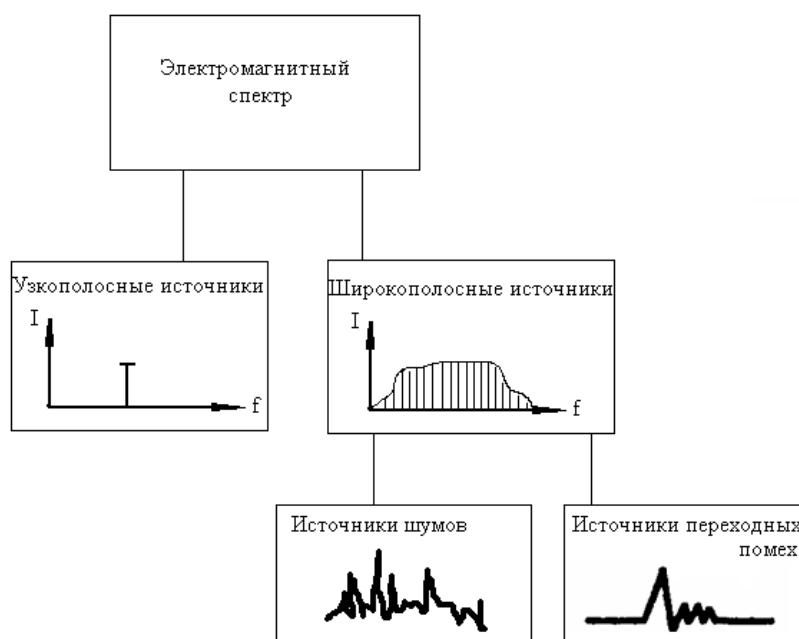 Электромагнитный
спектр
Узкополосные источники
I
f
Широкополосные источники
I
f
Источники шумов
Источники переходных
помех